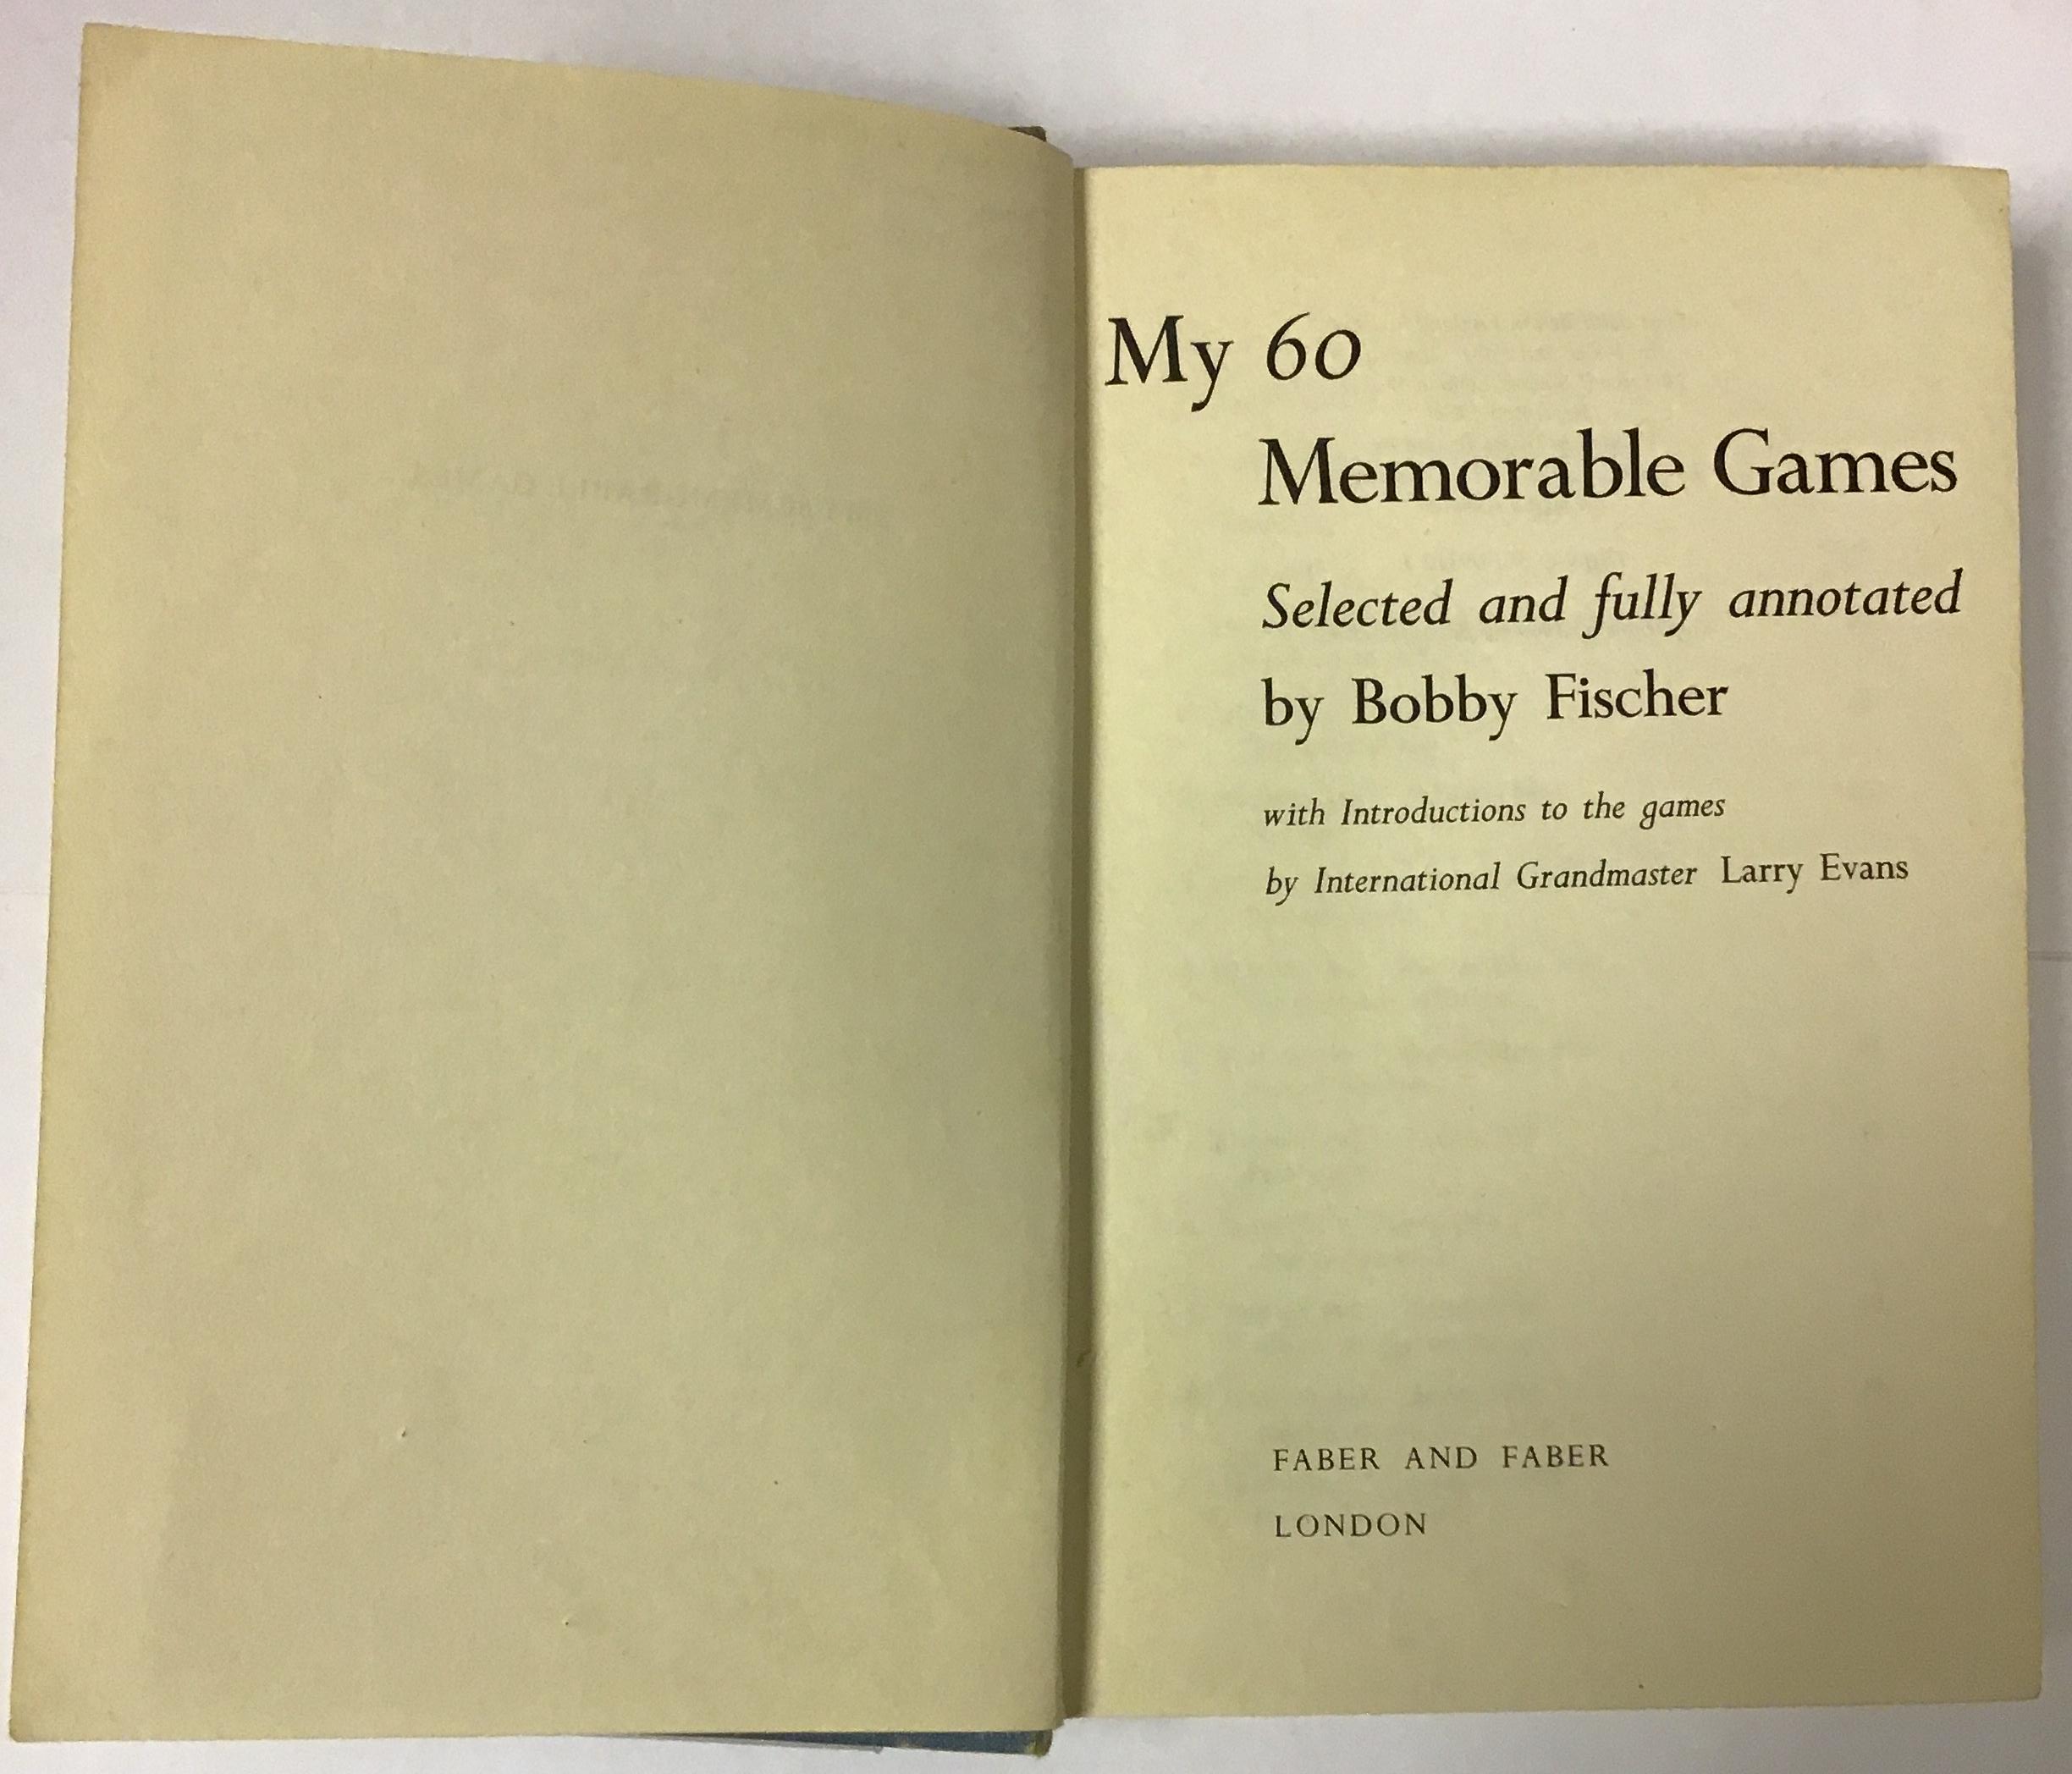 My 60
Memorable Games
Selected and fully annotated
by Bobby Fischer
with Introductions to the games
by International Grandmaster Larry Evans
FABER AND FABER
LONDON